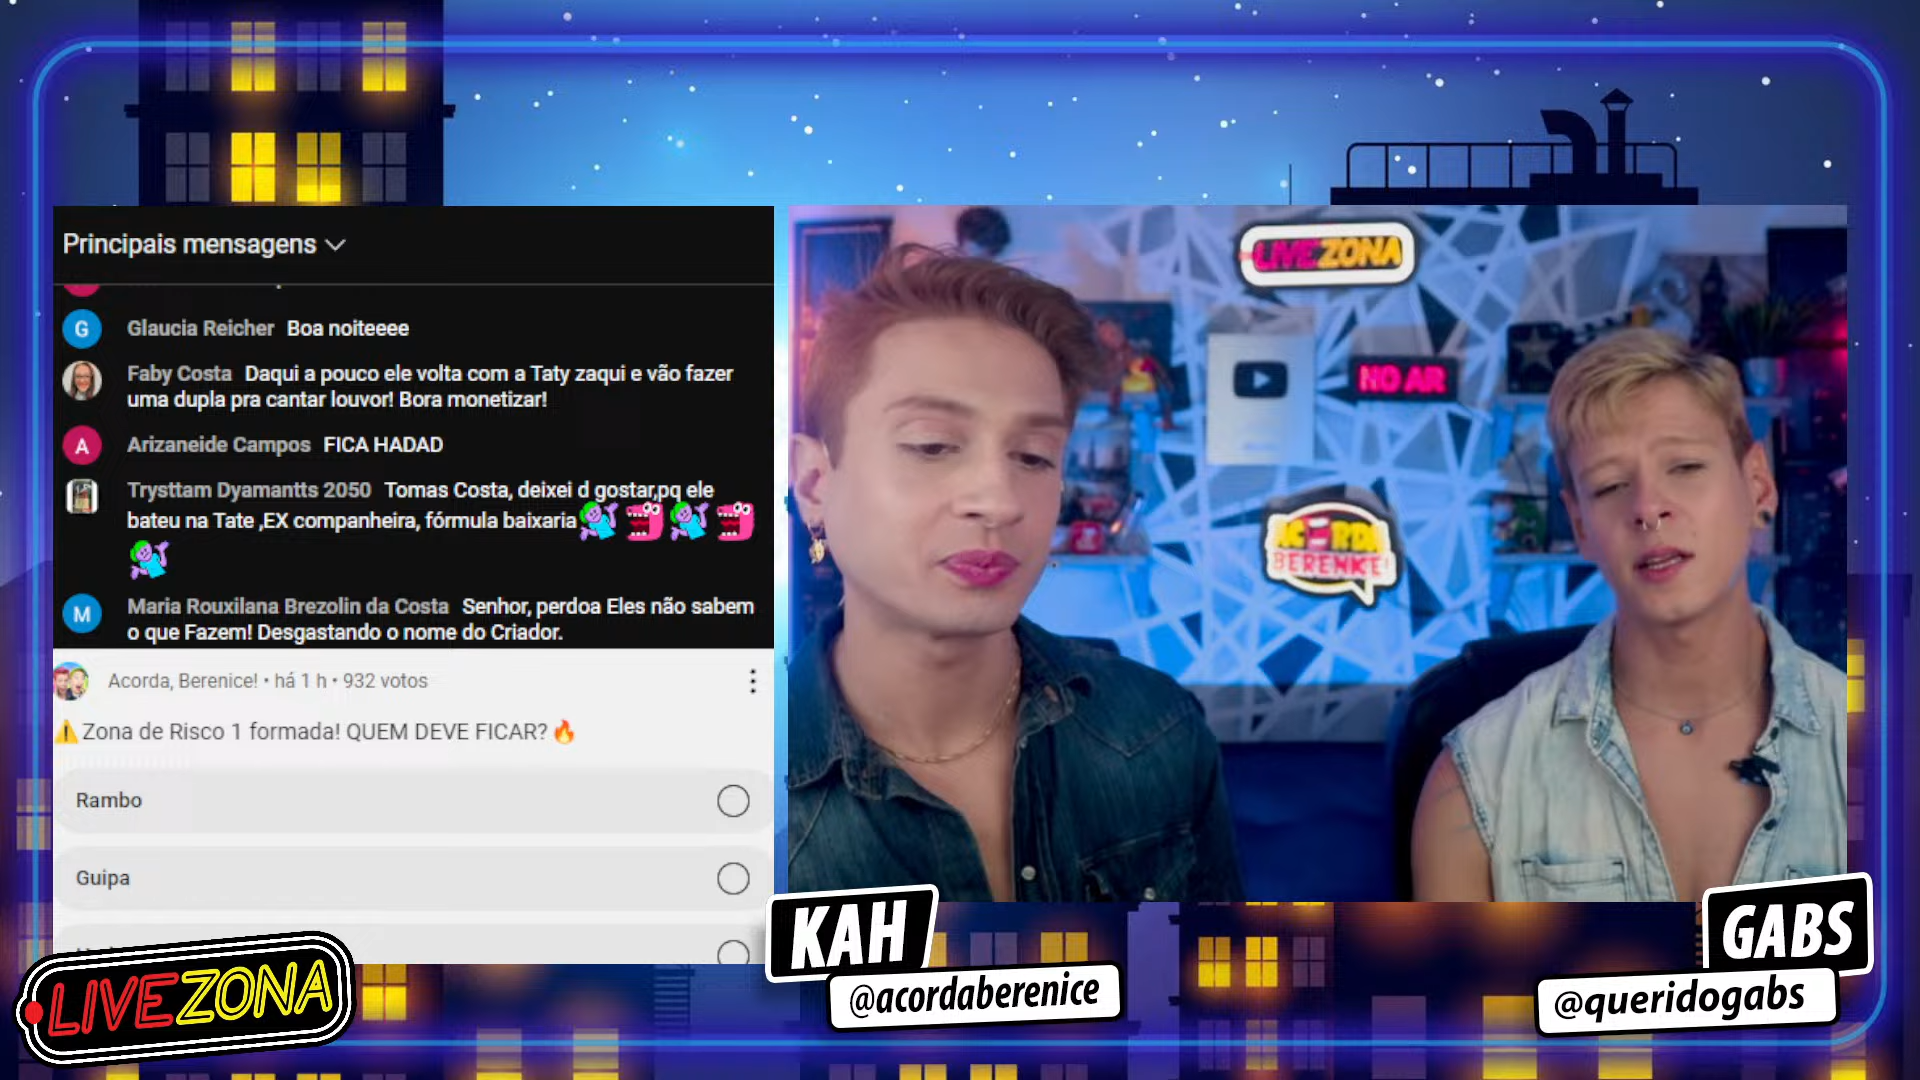 Principais mensagens
G
Glaucia Reicher Boa noiteeee
Faby Costa Daqui a pouco ele volta com a Taty zaqui e vão fazer
uma dupla pra cantar louvor! Bora monetizar!
A
Arizaneide Campos FICA HADAD
Trysttam Dyamantts 2050 Tomas Costa, deixei d gostar,pq ele
bateu na Tate ,EX companheira, fórmula baixaria
M
Maria Rouxilana Brezolin da Costa Senhor, perdoa Eles não sabem
o que Fazem! Desgastando o nome do Criador.
Acorda, Berenice! • há 1 h • 932 votos
⚠️Zona de Risco 1 formada! QUEM DEVE FICAR?🔥
Rambo
Guipa
LIVEZONA
LIVEZONA
NO AR
ACORDA
BERENICE!
KAH
@acordaberenice
GABS
@queridogabs